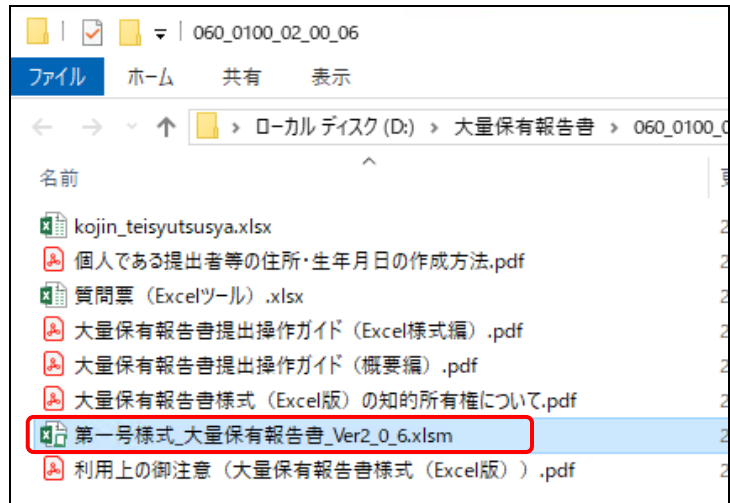 060_0100_02_00_06
ファイル ホーム 共有 表示
ローカル ディスク (D:) › 大量保有報告書 › 060_0100_0
名前
kojin_teisyutsusya.xlsx
個人である提出者等の住所・生年月日の作成方法.pdf
質問票（Excelツール）.xlsx
大量保有報告書提出操作ガイド（Excel様式編）.pdf
大量保有報告書提出操作ガイド（概要編）.pdf
大量保有報告書様式（Excel版）の知的所有権について.pdf
第一号様式_大量保有報告書_Ver2_0_6.xlsm
利用上の御注意（大量保有報告書様式（Excel版））.pdf